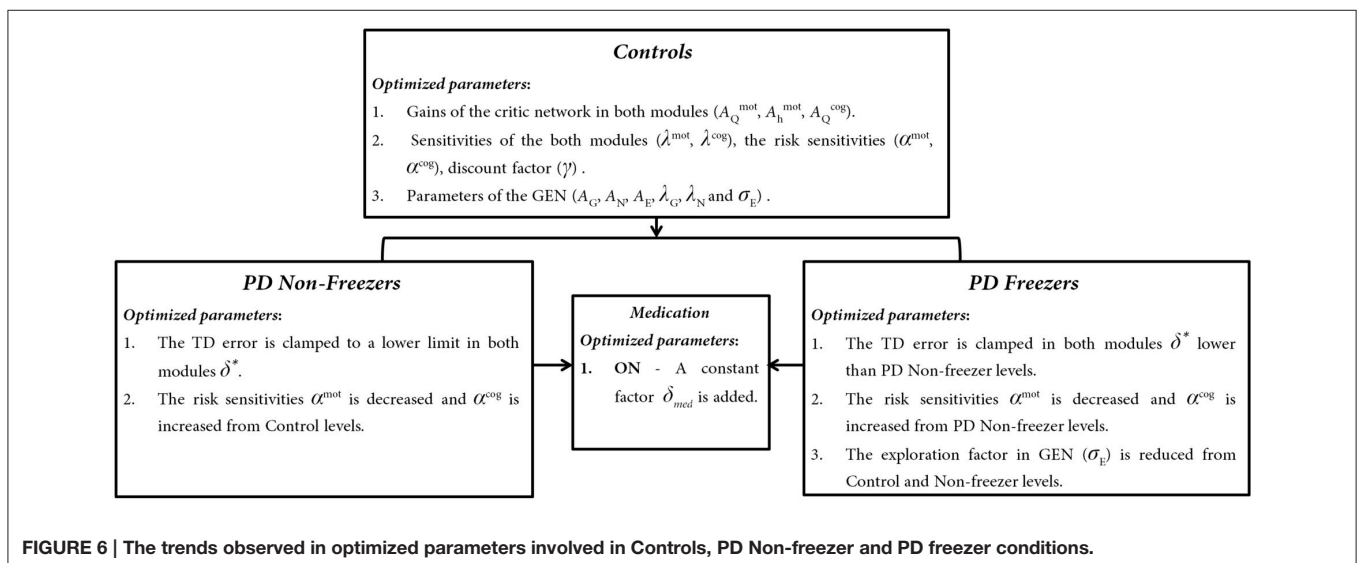 Controls
Optimized parameters:
1. Gains of the critic network in both modules (A_Q^mot, A_h^mot, A_Q^cog).
2. Sensitivities of the both modules (λ^mot, λ^cog), the risk sensitivities (α^mot,
α^cog), discount factor (γ) .
3. Parameters of the GEN (A_G, A_N, A_E, λ_G, λ_N and σ_E) .
PD Non-Freezers
Optimized parameters:
1. The TD error is clamped to a lower limit in both
modules δ*.
2. The risk sensitivities α^mot is decreased and α^cog is
increased from Control levels.
Medication
Optimized parameters:
1. ON - A constant
factor δ_med is added.
PD Freezers
Optimized parameters:
1. The TD error is clamped in both modules δ* lower
than PD Non-freezer levels.
2. The risk sensitivities α^mot is decreased and α^cog is
increased from PD Non-freezer levels.
3. The exploration factor in GEN (σ_E) is reduced from
Control and Non-freezer levels.
FIGURE 6 | The trends observed in optimized parameters involved in Controls, PD Non-freezer and PD freezer conditions.